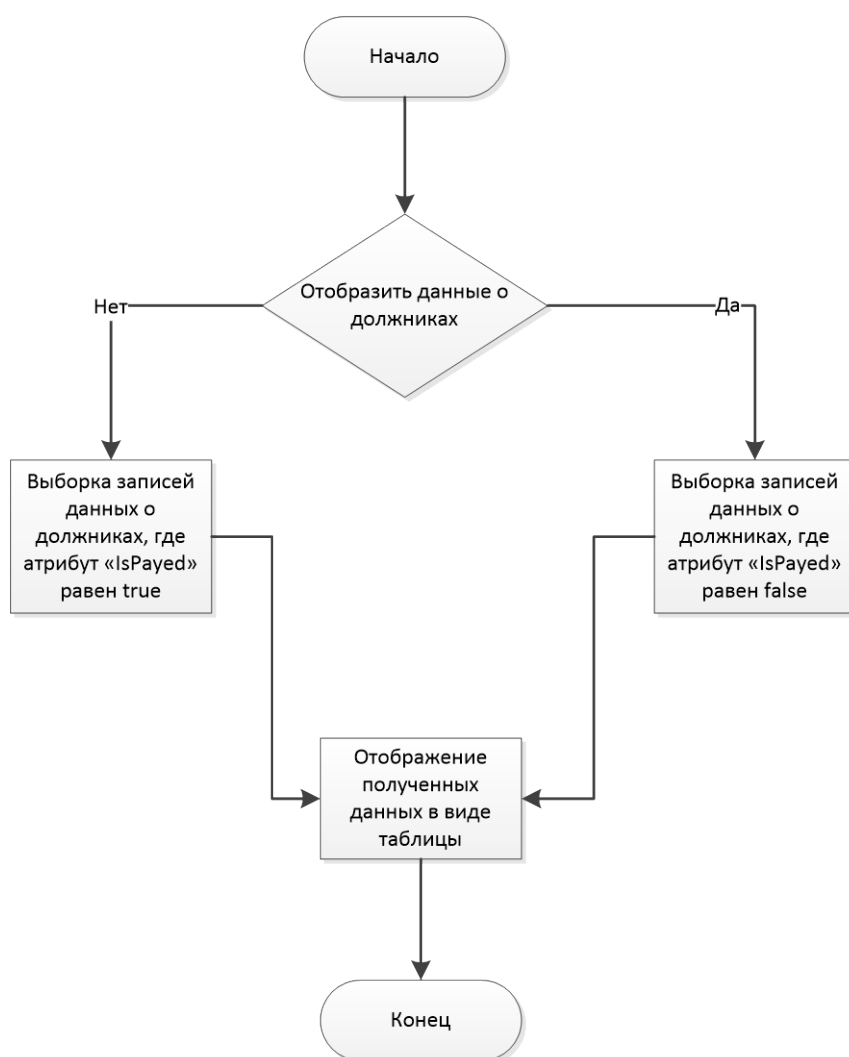 Начало
Отобразить данные о
должниках
Нет
Да
Выборка записей
данных о
должниках, где
атрибут «IsPayed»
равен true
Выборка записей
данных о
должниках, где
атрибут «IsPayed»
равен false
Отображение
полученных
данных в виде
таблицы
Конец